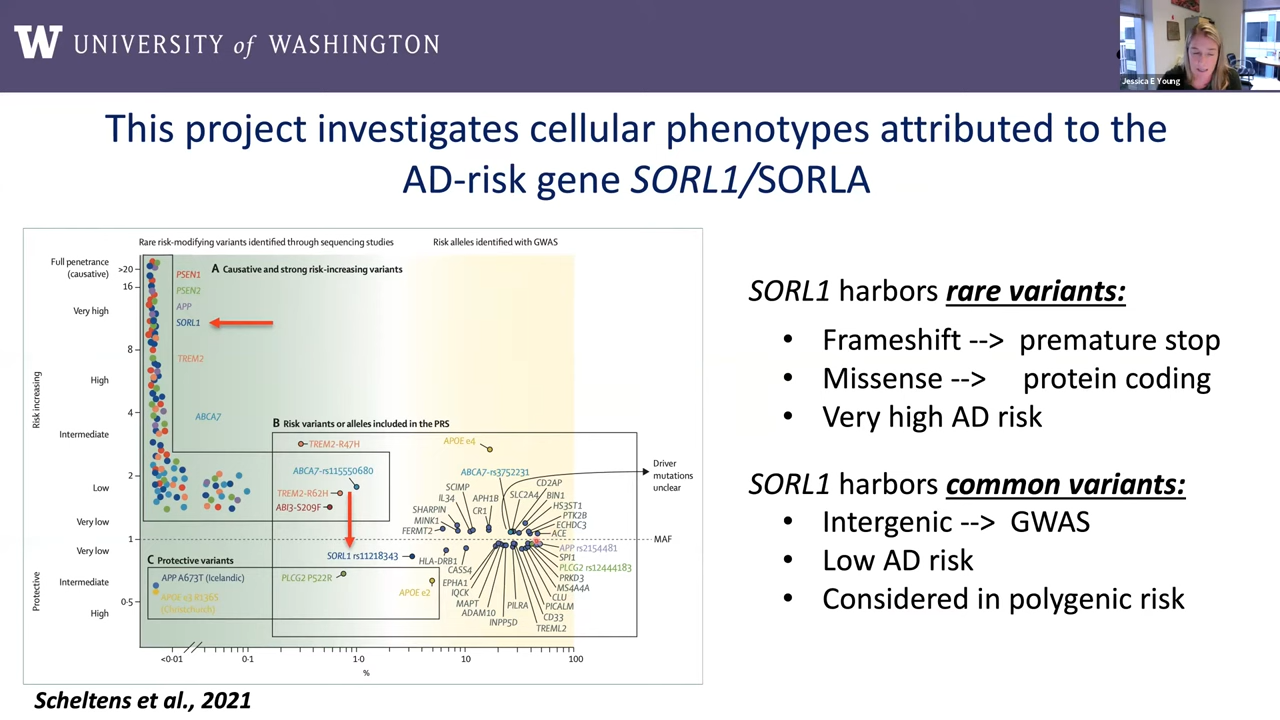 W UNIVERSITY of WASHINGTON
Jessica E Young
This project investigates cellular phenotypes attributed to the
AD-risk gene SORL1/SORLA
Rare risk-modifying variants identified through sequencing studies
Risk alleles identified with GWAS
Full penetrance
(causative)
Very high
High
Intermediate
Low
Very low
Very low
Intermediate
High
Risk increasing
Protective
>20
16
8
4
2
1
0·5
A Causative and strong risk-increasing variants
PSEN1
PSEN2
APP
SORL1
TREM2
ABCA7
B Risk variants or alleles included in the PRS
TREM2-R47H
APOE e4
ABCA7-rs115550680
ABCA7-rs3752231
TREM2-R62H
ABI3-S209F
SCIMP
IL34
APH1B
SLC2A4
CD2AP
BIN1
SHARPIN
CR1
HS3ST1
MINK1
PTK2B
FERMT2
ECHDC3
ACE
Driver
mutations
unclear
MAF
SORL1 rs11218343
HLA-DRB1
CASS4
APP rs2154481
SPI1
PLCG2 rs12444183
PRKD3
MS4A4A
CLU
PICALM
CD33
TREML2
EPHA1
IQCK
MAPT
ADAM10
INPP5D
PILRA
C Protective variants
APP A673T (Icelandic)
APOE e3 R136S
(Christchurch)
PLCG2 P522R
APOE e2
<0·01
0·1
1·0
10
100
%
Scheltens et al., 2021
SORL1 harbors rare variants:
• Frameshift --> premature stop
• Missense --> protein coding
• Very high AD risk
SORL1 harbors common variants:
• Intergenic --> GWAS
• Low AD risk
• Considered in polygenic risk